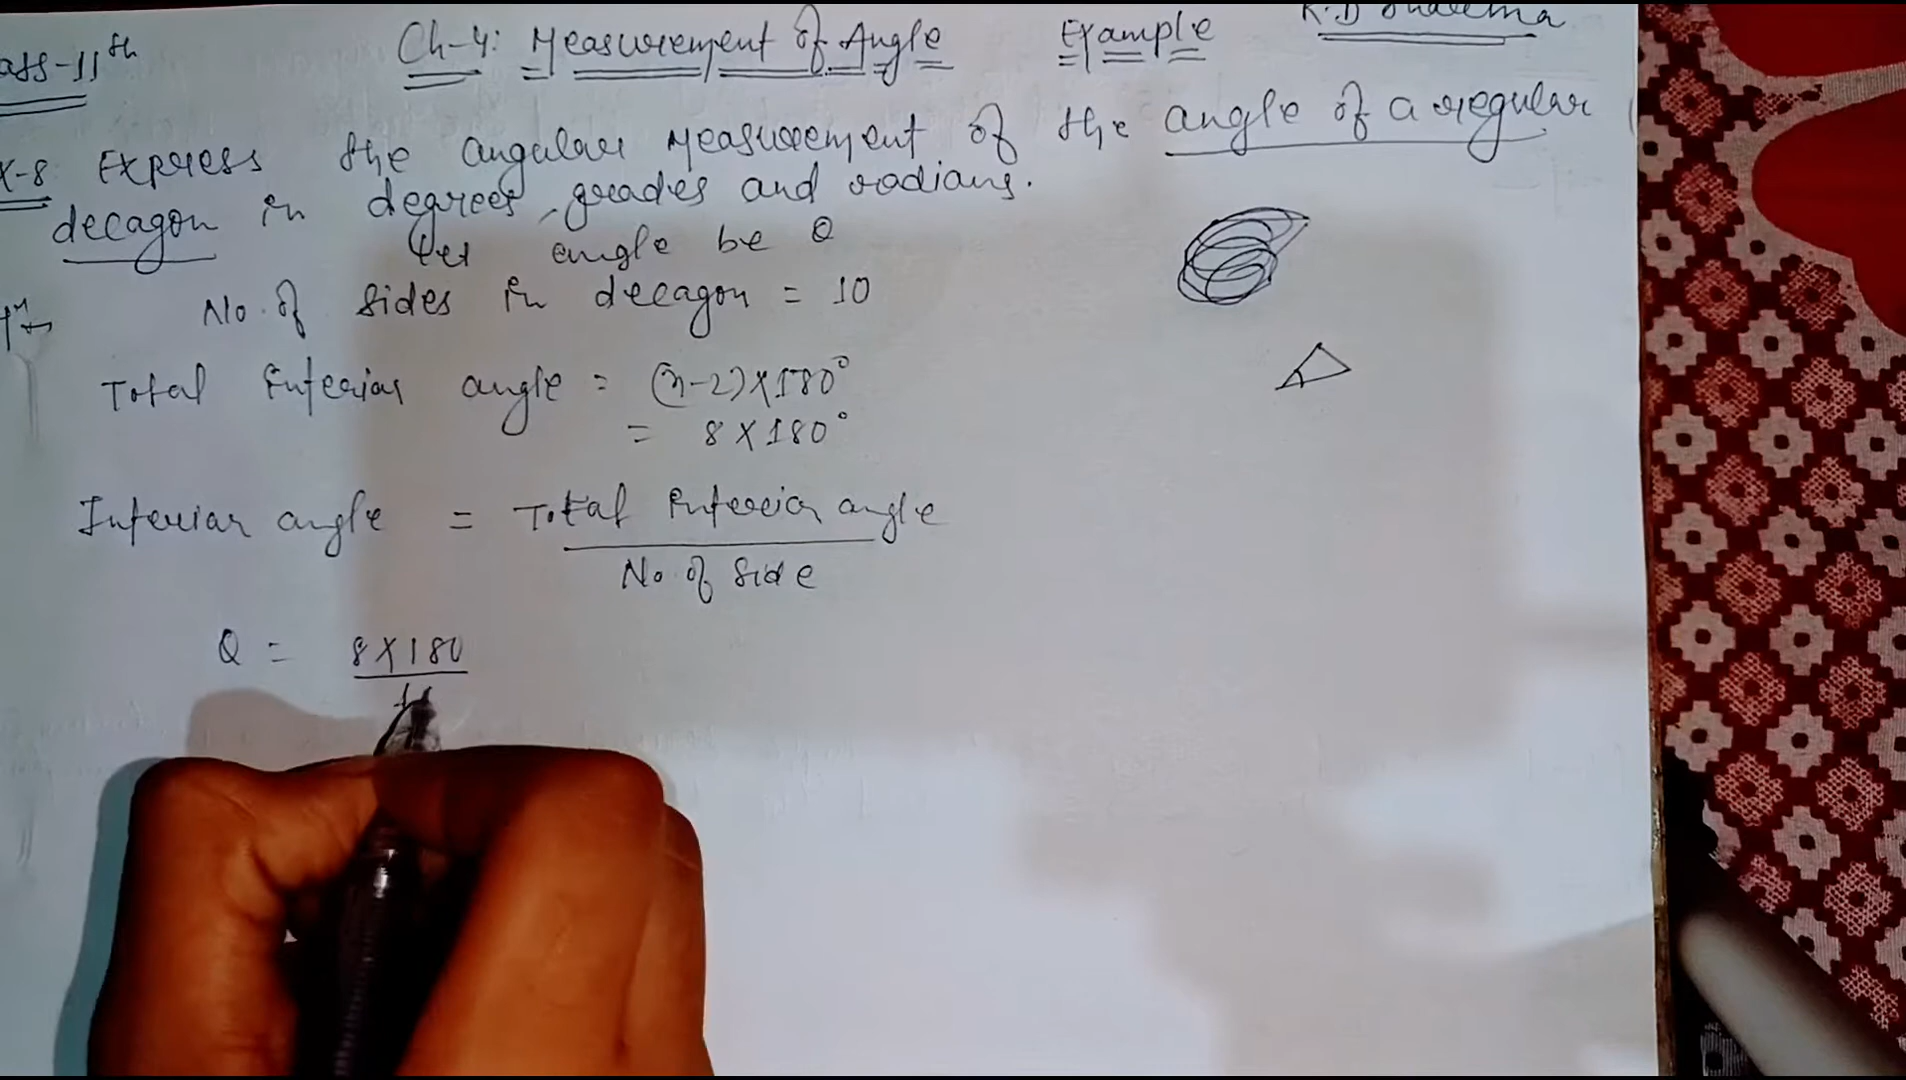 Ch-4: Measurement of Angle Example R.D Sharma
ass-11th
Ex-8 Express the angular measurement of the angle of a regular
decagon in degrees, grades and radians.
Let angle be θ
No. of sides in decagon = 10
Total Interior angle = (n-2)×180°
= 8×180°
Interior angle = Total Interior angle
No. of side
θ = 8×180